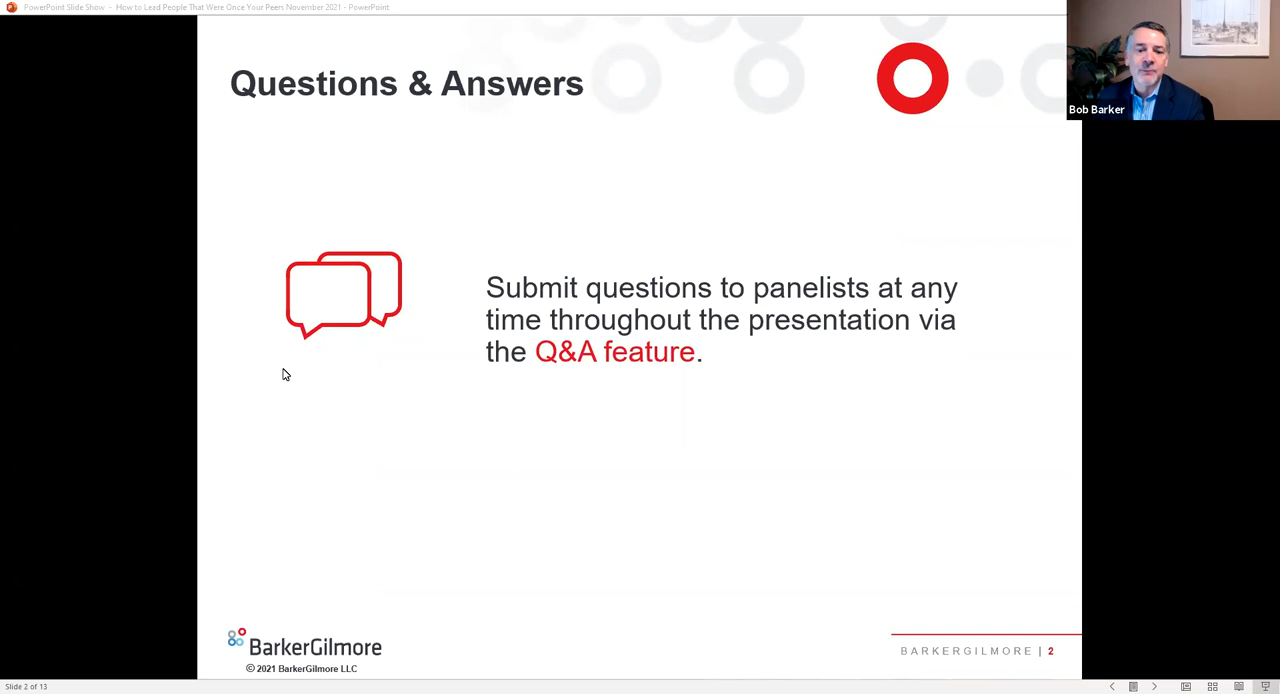 PowerPoint Slide Show - How to Lead People That Were Once Your Peers November 2021 - PowerPoint
Bob Barker
Questions & Answers
Submit questions to panelists at any
time throughout the presentation via
the Q&A feature.
BarkerGilmore
© 2021 BarkerGilmore LLC
BARKERGILMORE | 2
Slide 2 of 13